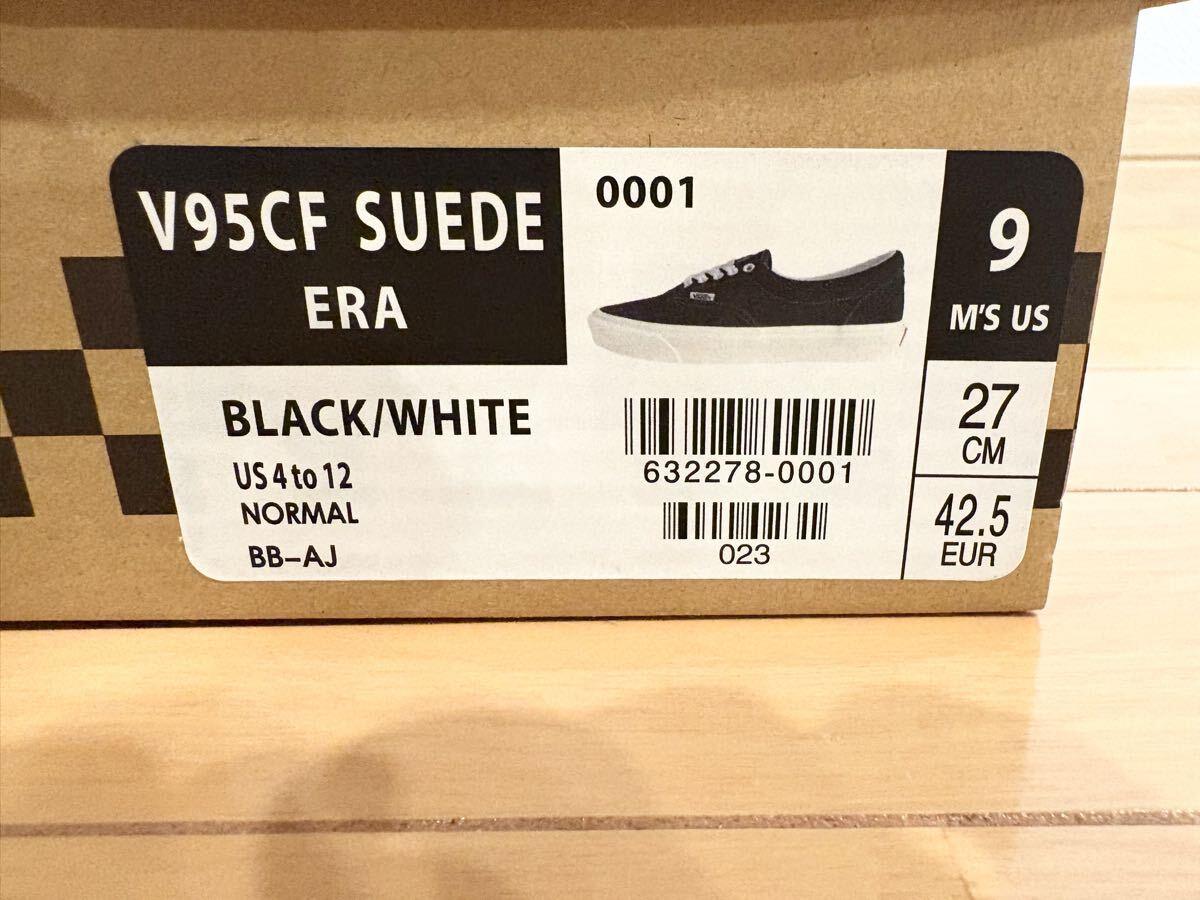 V95CF SUEDE
ERA
0001
9
M'S US
BLACK/WHITE
US 4 to 12
NORMAL
BB-AJ
632278-0001
023
27
CM
42.5
EUR
VANS